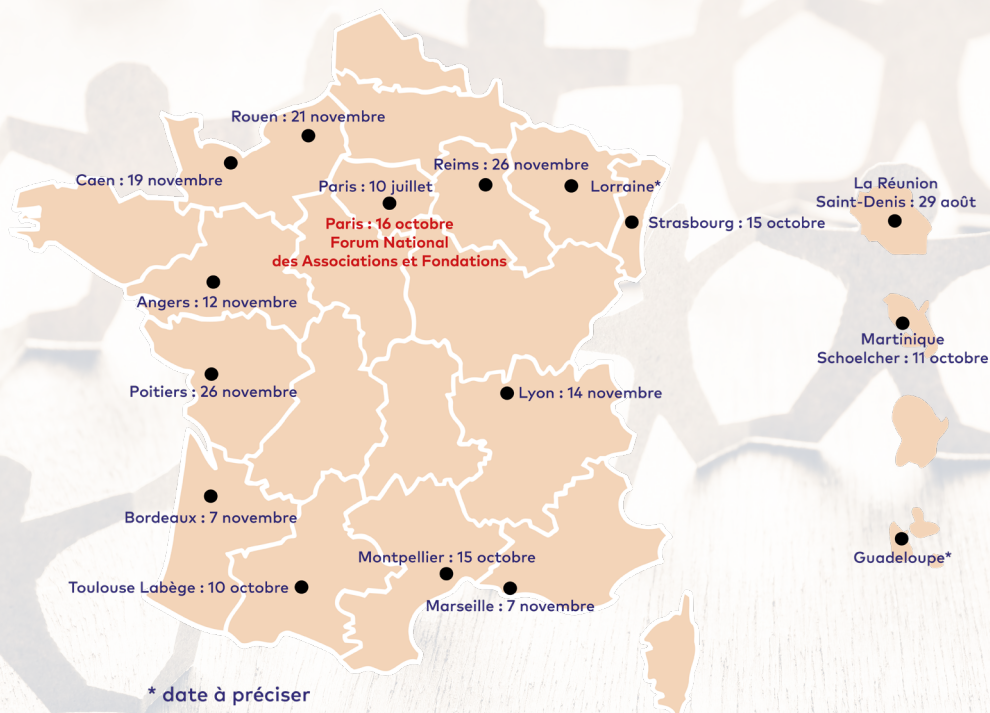 Rouen : 21 novembre
Caen : 19 novembre
Reims : 26 novembre
Paris : 10 juillet
Lorraine*
Paris : 16 octobre
Forum National
des Associations et Fondations
Strasbourg : 15 octobre
La Réunion
Saint-Denis : 29 août
Angers : 12 novembre
Martinique
Schoelcher : 11 octobre
Poitiers : 26 novembre
Lyon : 14 novembre
Bordeaux : 7 novembre
Montpellier : 15 octobre
Guadeloupe*
Toulouse Labège : 10 octobre
Marseille : 7 novembre
* date à préciser